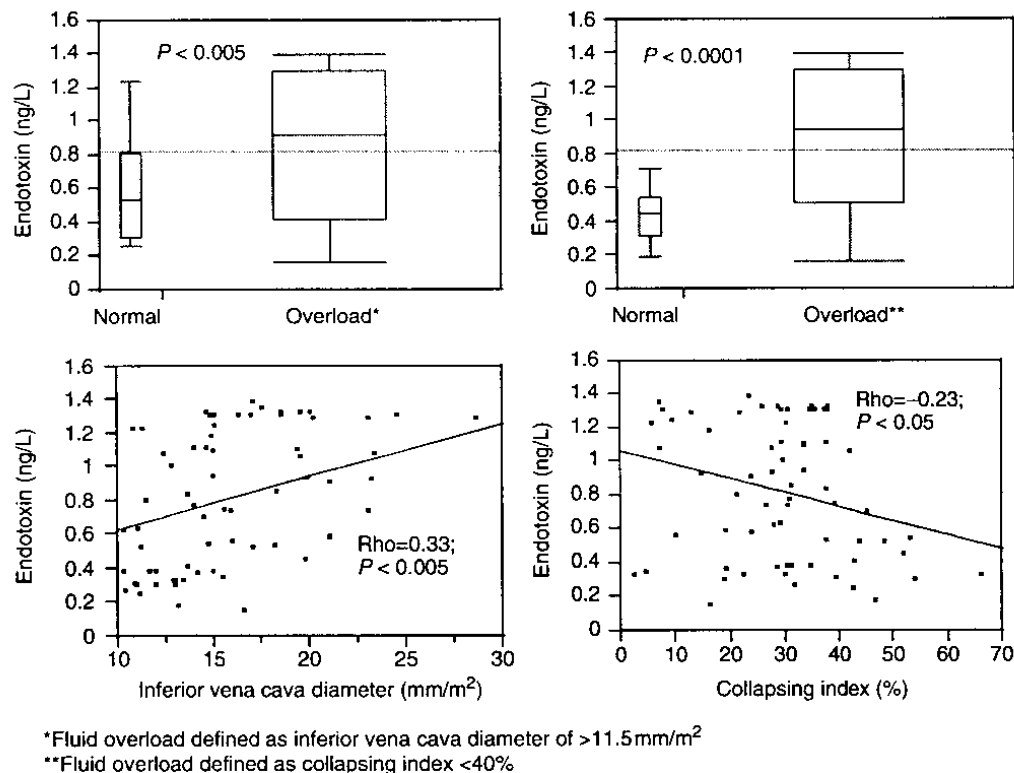 1.6
1.4
1.2
1
0.8
0.6
0.4
0.2
0
Endotoxin (ng/L)
P < 0.005
Normal Overload*
1.6
1.4
1.2
1
0.8
0.6
0.4
0.2
0
Endotoxin (ng/L)
P < 0.0001
Normal Overload**
1.6
1.4
1.2
1
0.8
0.6
0.4
0.2
0
Endotoxin (ng/L)
Rho=0.33;
P < 0.005
10 15 20 25 30
Inferior vena cava diameter (mm/m²)
1.6
1.4
1.2
1
0.8
0.6
0.4
0.2
0
Endotoxin (ng/L)
Rho=–0.23;
P < 0.05
0 10 20 30 40 50 60 70
Collapsing index (%)
*Fluid overload defined as inferior vena cava diameter of >11.5mm/m²
**Fluid overload defined as collapsing index <40%